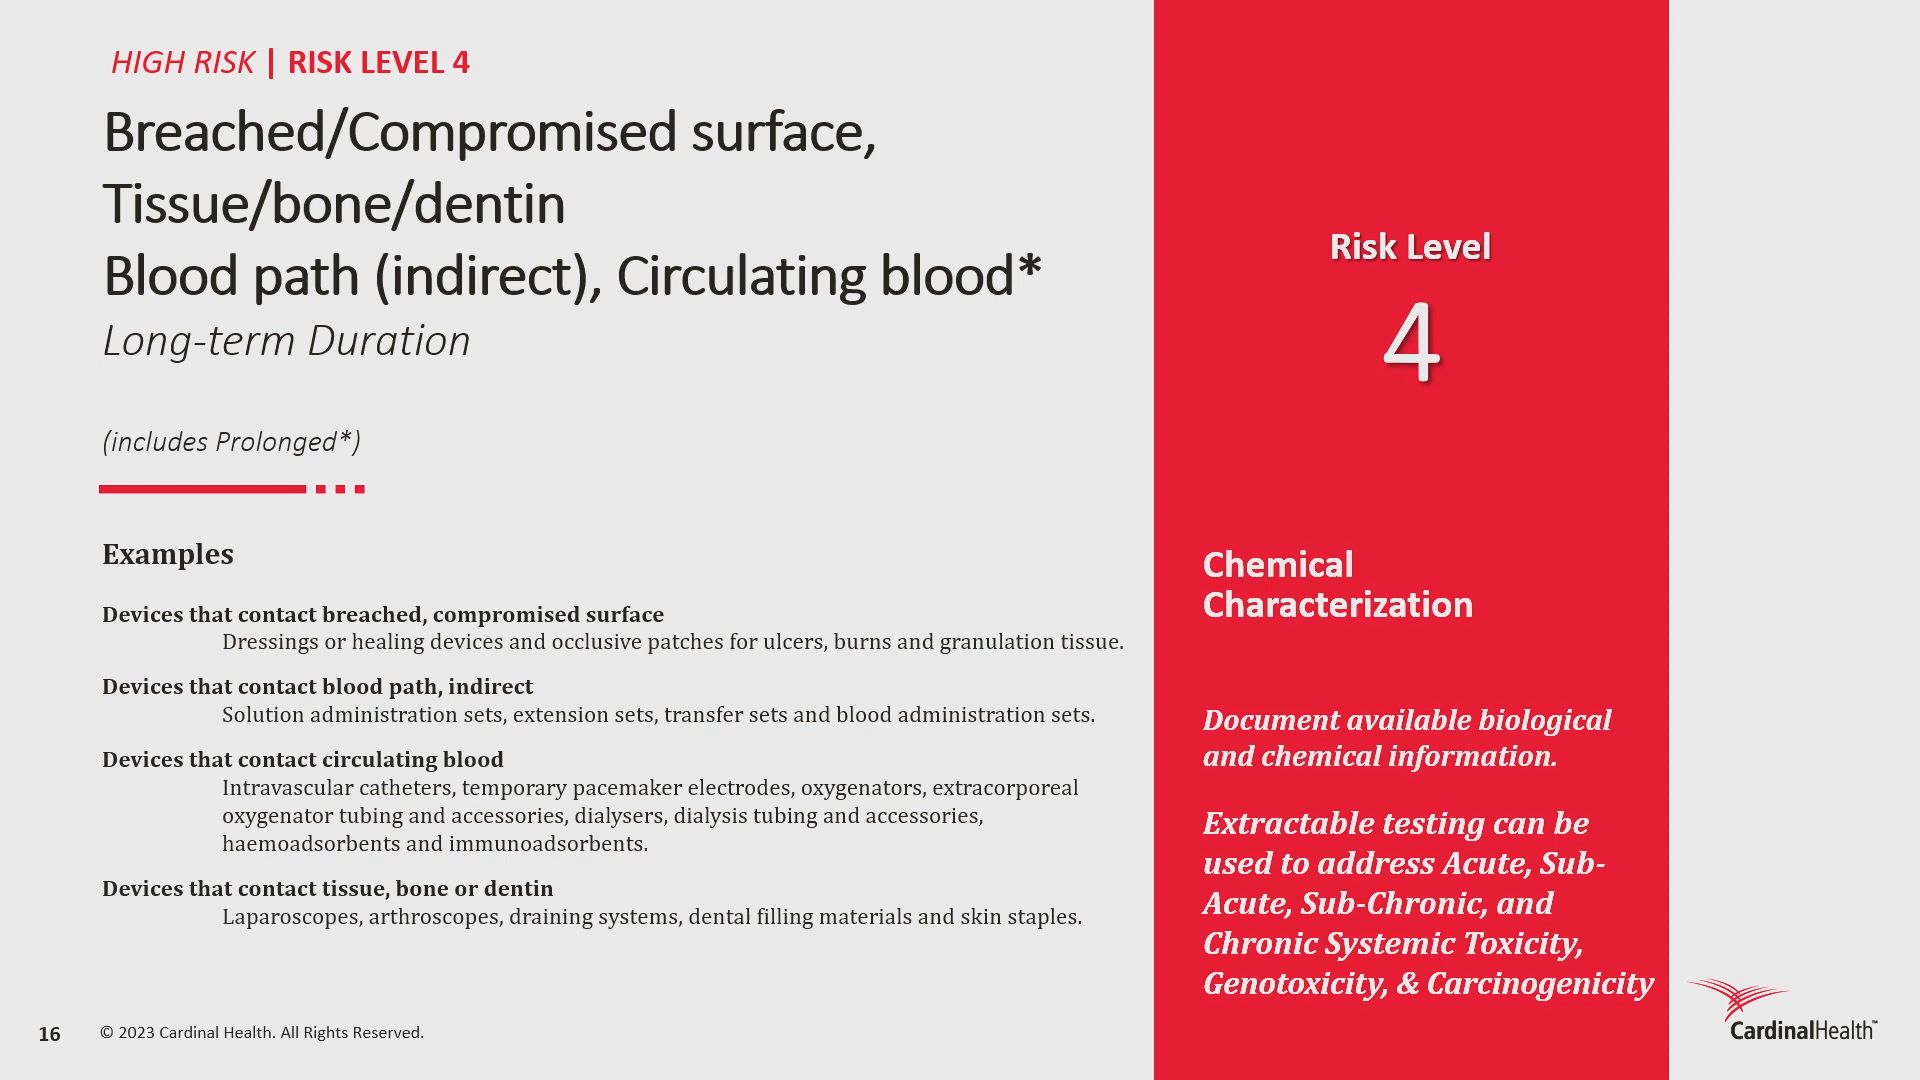 HIGH RISK | RISK LEVEL 4
Breached/Compromised surface,
Tissue/bone/dentin
Blood path (indirect), Circulating blood*
Long-term Duration
(includes Prolonged*)
Examples
Devices that contact breached, compromised surface
Dressings or healing devices and occlusive patches for ulcers, burns and granulation tissue.
Devices that contact blood path, indirect
Solution administration sets, extension sets, transfer sets and blood administration sets.
Devices that contact circulating blood
Intravascular catheters, temporary pacemaker electrodes, oxygenators, extracorporeal
oxygenator tubing and accessories, dialysers, dialysis tubing and accessories,
haemoadsorbents and immunoadsorbents.
Devices that contact tissue, bone or dentin
Laparoscopes, arthroscopes, draining systems, dental filling materials and skin staples.
Risk Level
4
Chemical
Characterization
Document available biological
and chemical information.
Extractable testing can be
used to address Acute, Sub-
Acute, Sub-Chronic, and
Chronic Systemic Toxicity,
Genotoxicity, & Carcinogenicity
16
© 2023 Cardinal Health. All Rights Reserved.
CardinalHealth™